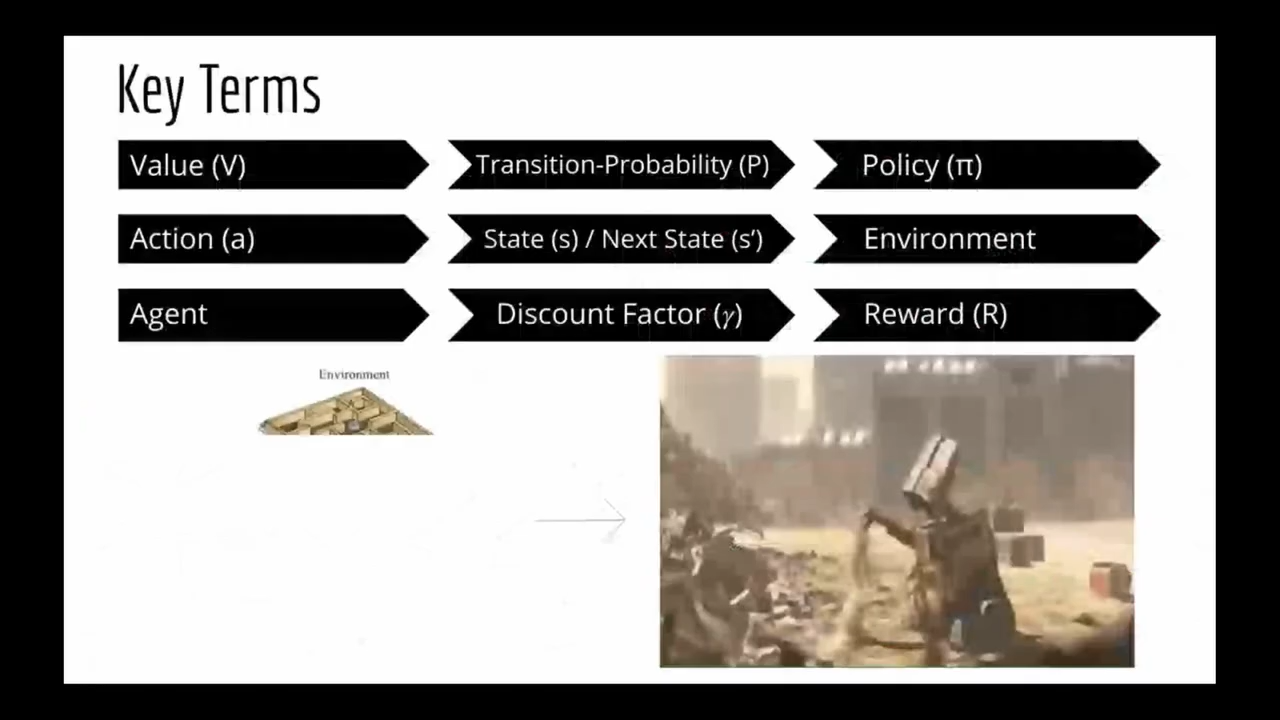 Key Terms
Value (V)
Transition-Probability (P)
Policy (π)
Action (a)
State (s) / Next State (s’)
Environment
Agent
Discount Factor (γ)
Reward (R)
Environment